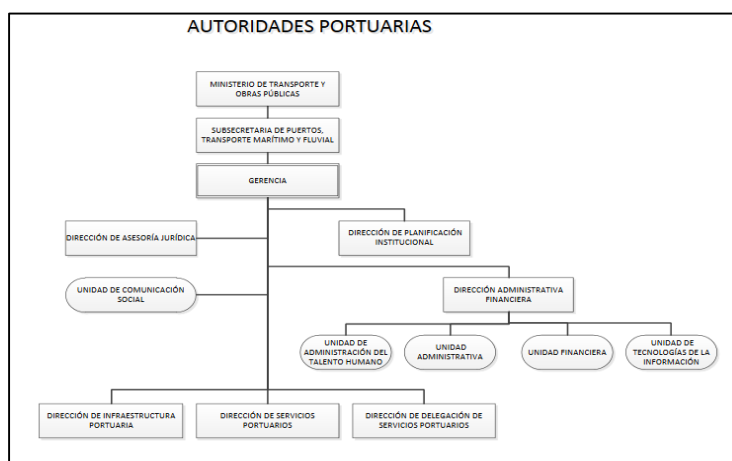 AUTORIDADES PORTUARIAS
MINISTERIO DE TRANSPORTE Y
OBRAS PÚBLICAS
SUBSECRETARIA DE PUERTOS,
TRANSPORTE MARÍTIMO Y FLUVIAL
GERENCIA
DIRECCIÓN DE ASESORÍA JURÍDICA
DIRECCIÓN DE PLANIFICACIÓN
INSTITUCIONAL
UNIDAD DE COMUNICACIÓN
SOCIAL
DIRECCIÓN ADMINISTRATIVA
FINANCIERA
UNIDAD DE
ADMINISTRACIÓN DEL
TALENTO HUMANO
UNIDAD
ADMINISTRATIVA
UNIDAD FINANCIERA
UNIDAD DE
TECNOLOGÍAS DE LA
INFORMACIÓN
DIRECCIÓN DE INFRAESTRUCTURA
PORTUARIA
DIRECCIÓN DE SERVICIOS
PORTUARIOS
DIRECCIÓN DE DELEGACIÓN DE
SERVICIOS PORTUARIOS